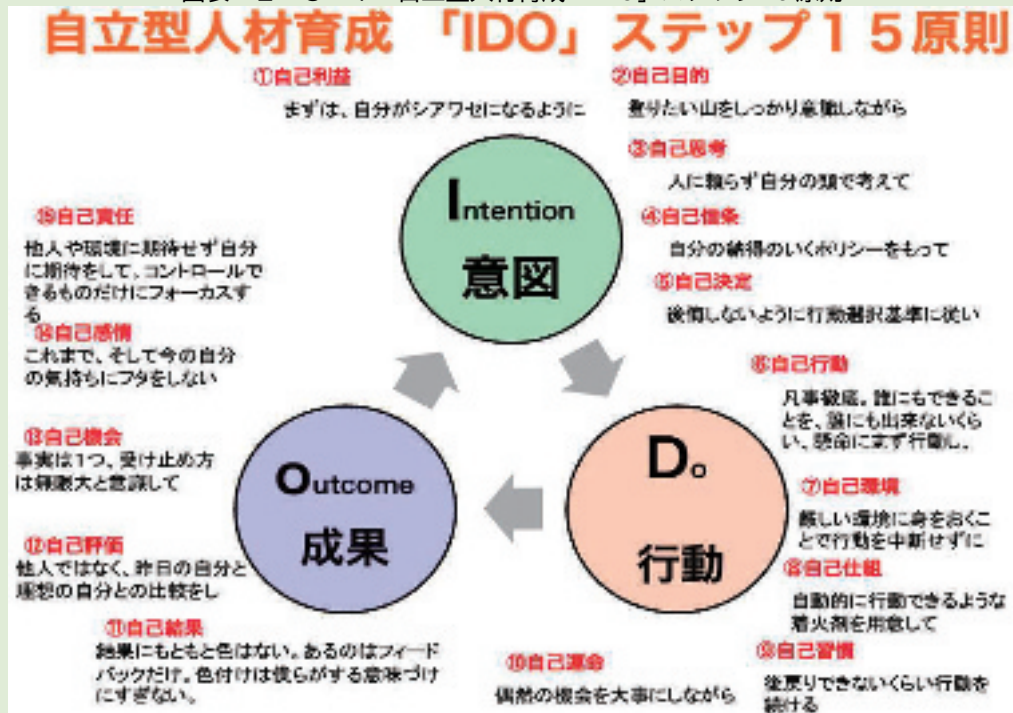 自立型人材育成 「IDO」ステップ15原則
①自己利益
まずは、自分がシアワセになるように
②自己目的
登りたい山をしっかり意識しながら
③自己思考
人に頼らず自分の頭で考えて
④自己信条
自分の納得のいくポリシーをもって
⑤自己決定
後悔しないように行動選択基準に従い
Intention
意図
⑥自己行動
凡事徹底。誰にもできるこ
とを、誰にも出来ないくら
い、懸命にまず行動し。
⑦自己環境
厳しい環境に身をおくこ
とで行動を中断せずに
⑧自己仕組
自動的に行動できるような
着火剤を用意して
⑨自己習慣
後戻りできないくらい行動を
続ける
Do
行動
⑩自己運命
偶然の機会を大事にしながら
⑪自己結果
結果にもともと色はない。あるのはフィード
バックだけ。色付けは僕らがする意味づけ
にすぎない。
⑫自己評価
他人ではなく、昨日の自分と
理想の自分との比較をし
⑬自己機会
事実は1つ、受け止め方
は無限大と意識して
Outcome
成果
⑭自己感情
これまで、そして今の自分
の気持ちにフタをしない
⑮自己責任
他人や環境に期待せず自分
に期待をして、コントロールで
きるものだけにフォーカスす
る